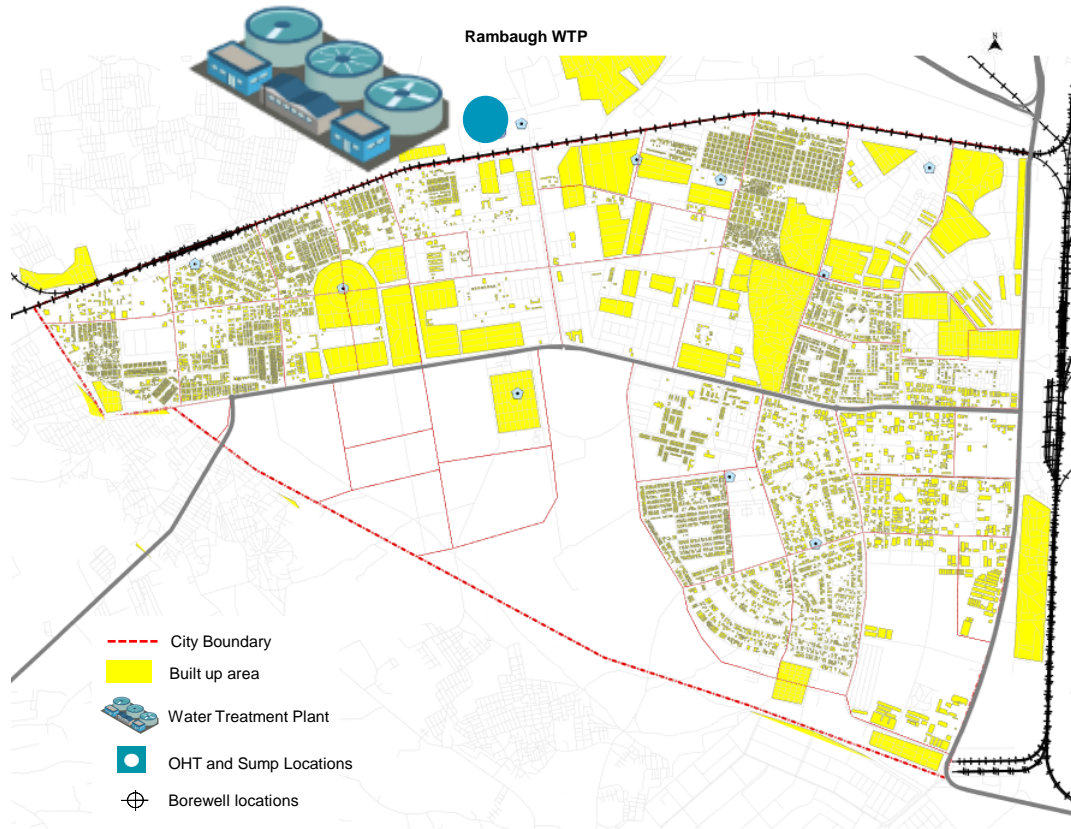 Rambaugh WTP
N
City Boundary
Built up area
Water Treatment Plant
OHT and Sump Locations
Borewell locations